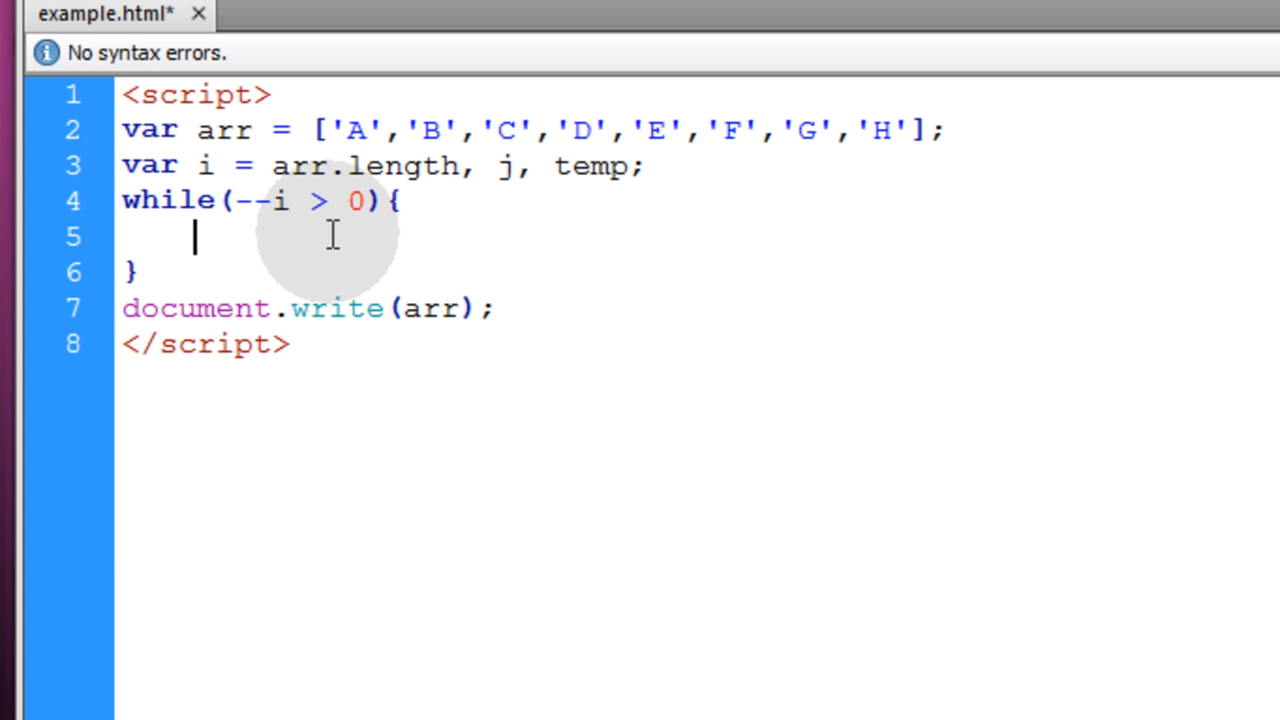 example.html* ×
No syntax errors.
1 <script>
2 var arr = ['A','B','C','D','E','F','G','H'];
3 var i = arr.length, j, temp;
4 while(--i > 0){
5
6 }
7 document.write(arr);
8 </script>